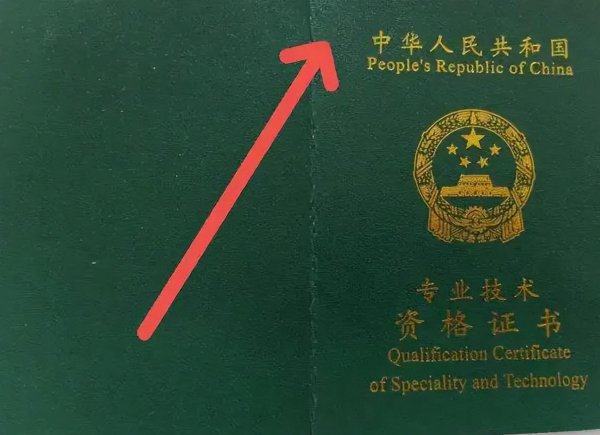 中华人民共和国
People's Republic of China
专业技术
资格证书
Qualification Certificate
of Speciality and Technology